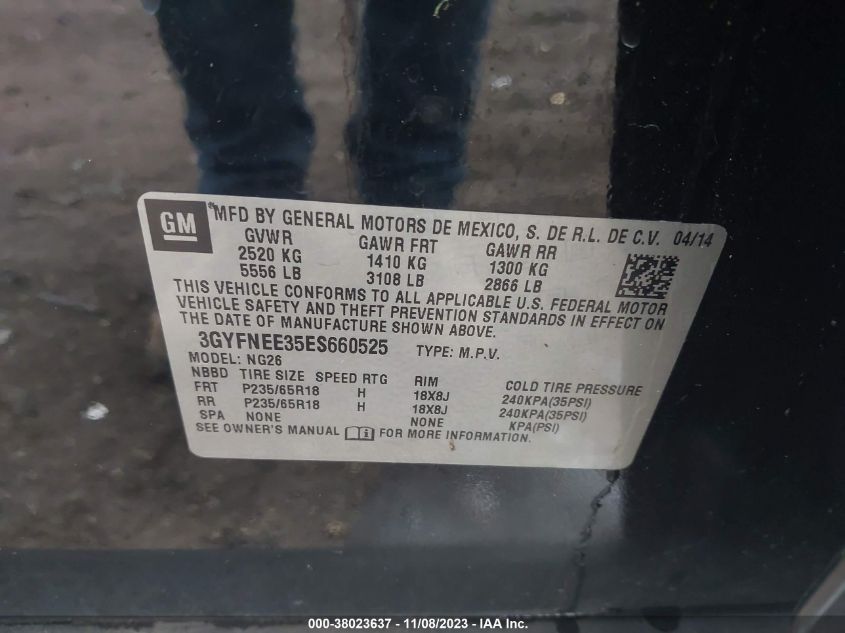 GM
*MFD BY GENERAL MOTORS DE MEXICO, S. DE R.L. DE C.V. 04/14
GVWR GAWR FRT GAWR RR
2520 KG 1410 KG 1300 KG
5556 LB 3108 LB 2866 LB
THIS VEHICLE CONFORMS TO ALL APPLICABLE U.S. FEDERAL MOTOR
VEHICLE SAFETY AND THEFT PREVENTION STANDARDS IN EFFECT ON
THE DATE OF MANUFACTURE SHOWN ABOVE.
3GYFNEE35ES660525 TYPE: M.P.V.
MODEL: NG26
NBBD TIRE SIZE SPEED RTG RIM COLD TIRE PRESSURE
FRT P235/65R18 H 18X8J 240KPA(35PSI)
RR P235/65R18 H 18X8J 240KPA(35PSI)
SPA NONE NONE KPA(PSI)
SEE OWNER'S MANUAL FOR MORE INFORMATION.
000-38023637 - 11/08/2023 - IAA Inc.